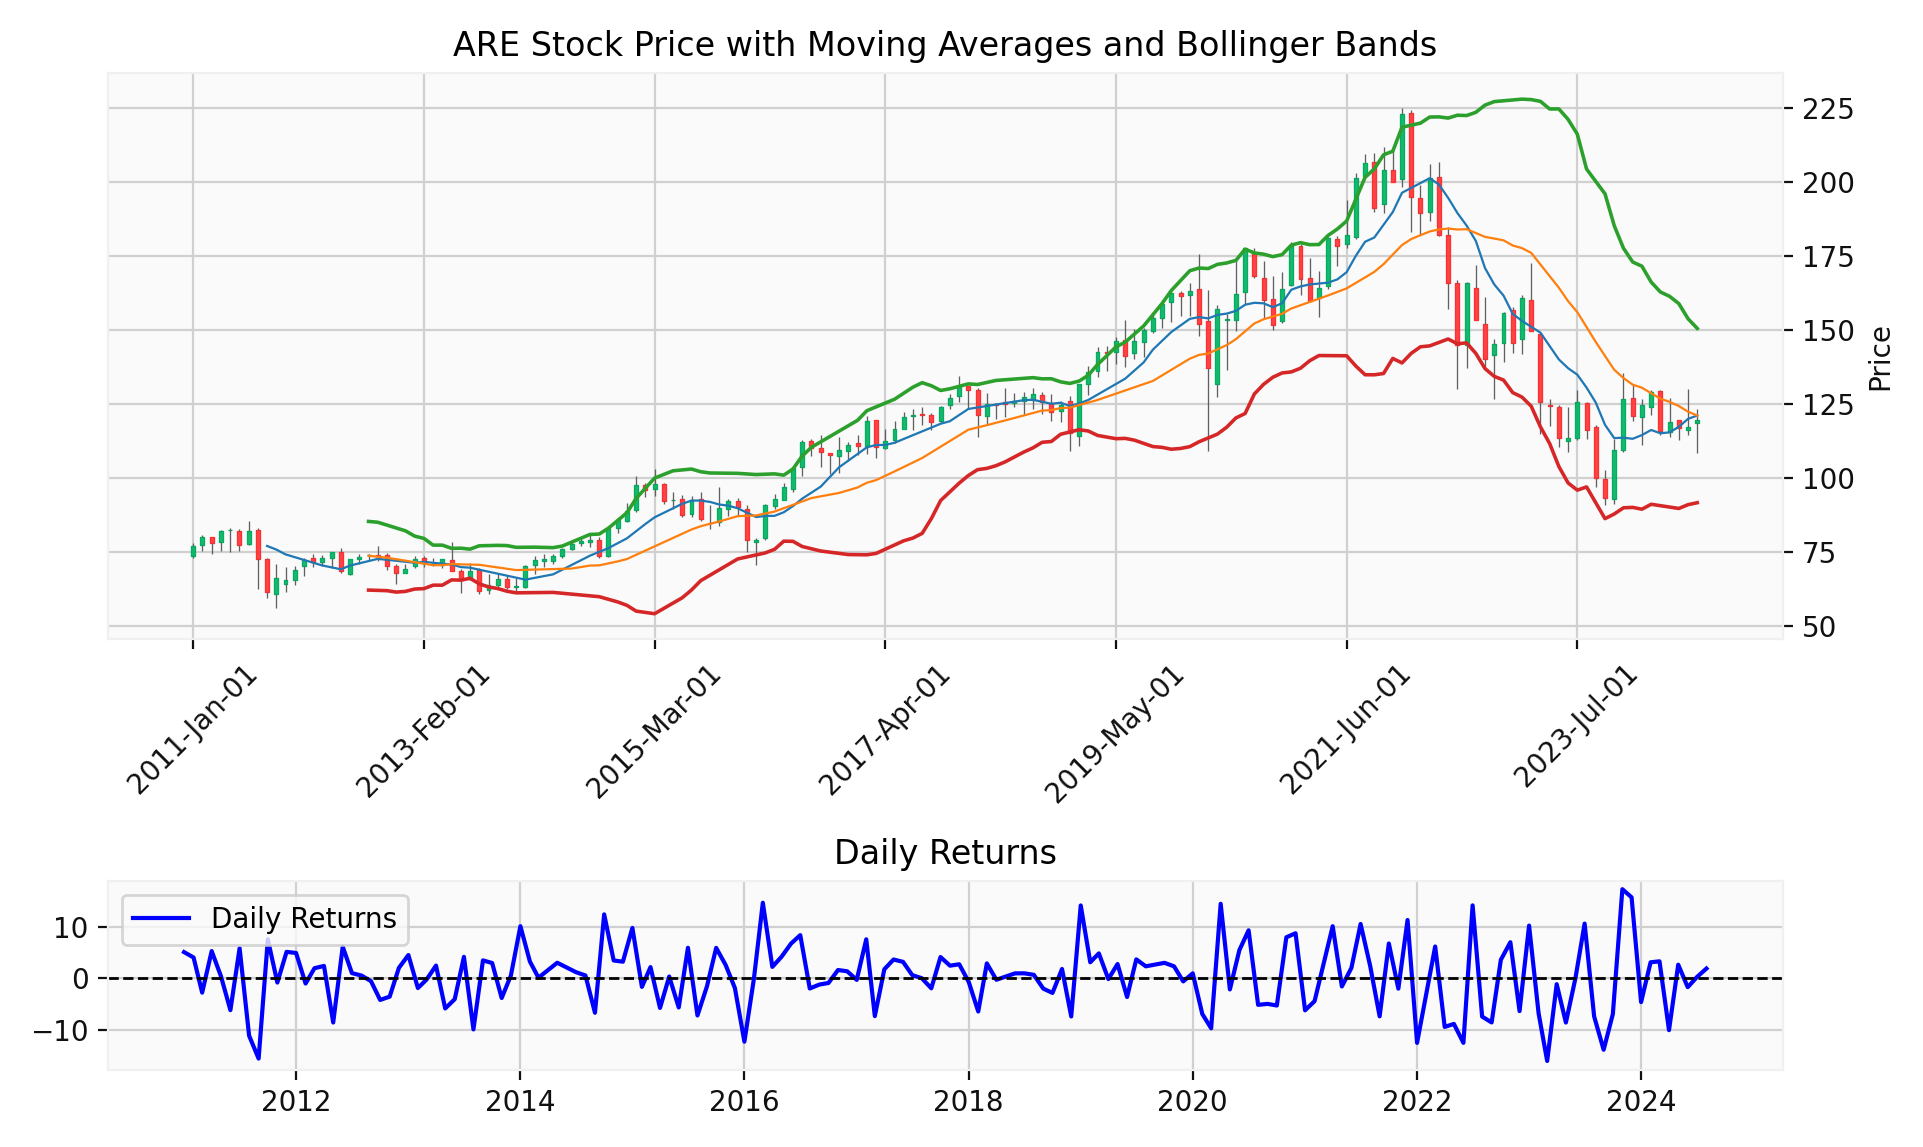 ARE Stock Price with Moving Averages and Bollinger Bands
225
200
175
150
125
100
75
50
Price
2011-Jan-01
2013-Feb-01
2015-Mar-01
2017-Apr-01
2019-May-01
2021-Jun-01
2023-Jul-01
Daily Returns
Daily Returns
10
0
−10
2012
2014
2016
2018
2020
2022
2024